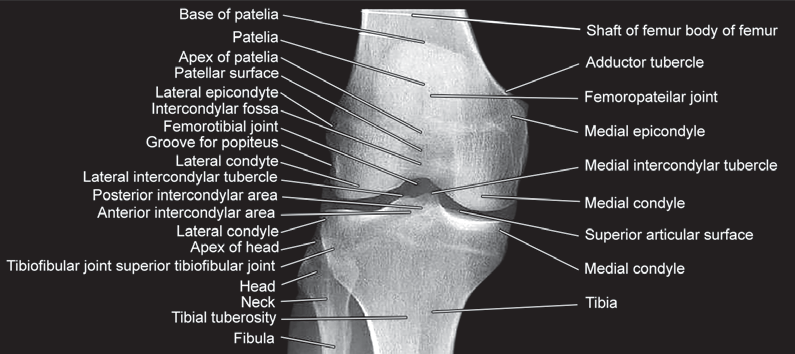 Base of patelia
Patelia
Apex of patelia
Patellar surface
Lateral epicondyte
Intercondylar fossa
Femorotibial joint
Groove for popiteus
Lateral condyte
Lateral intercondylar tubercle
Posterior intercondylar area
Anterior intercondylar area
Lateral condyle
Apex of head
Tibiofibular joint superior tibiofibular joint
Head
Neck
Tibial tuberosity
Fibula
Shaft of femur body of femur
Adductor tubercle
Femoropateilar joint
Medial epicondyle
Medial intercondylar tubercle
Medial condyle
Superior articular surface
Medial condyle
Tibia